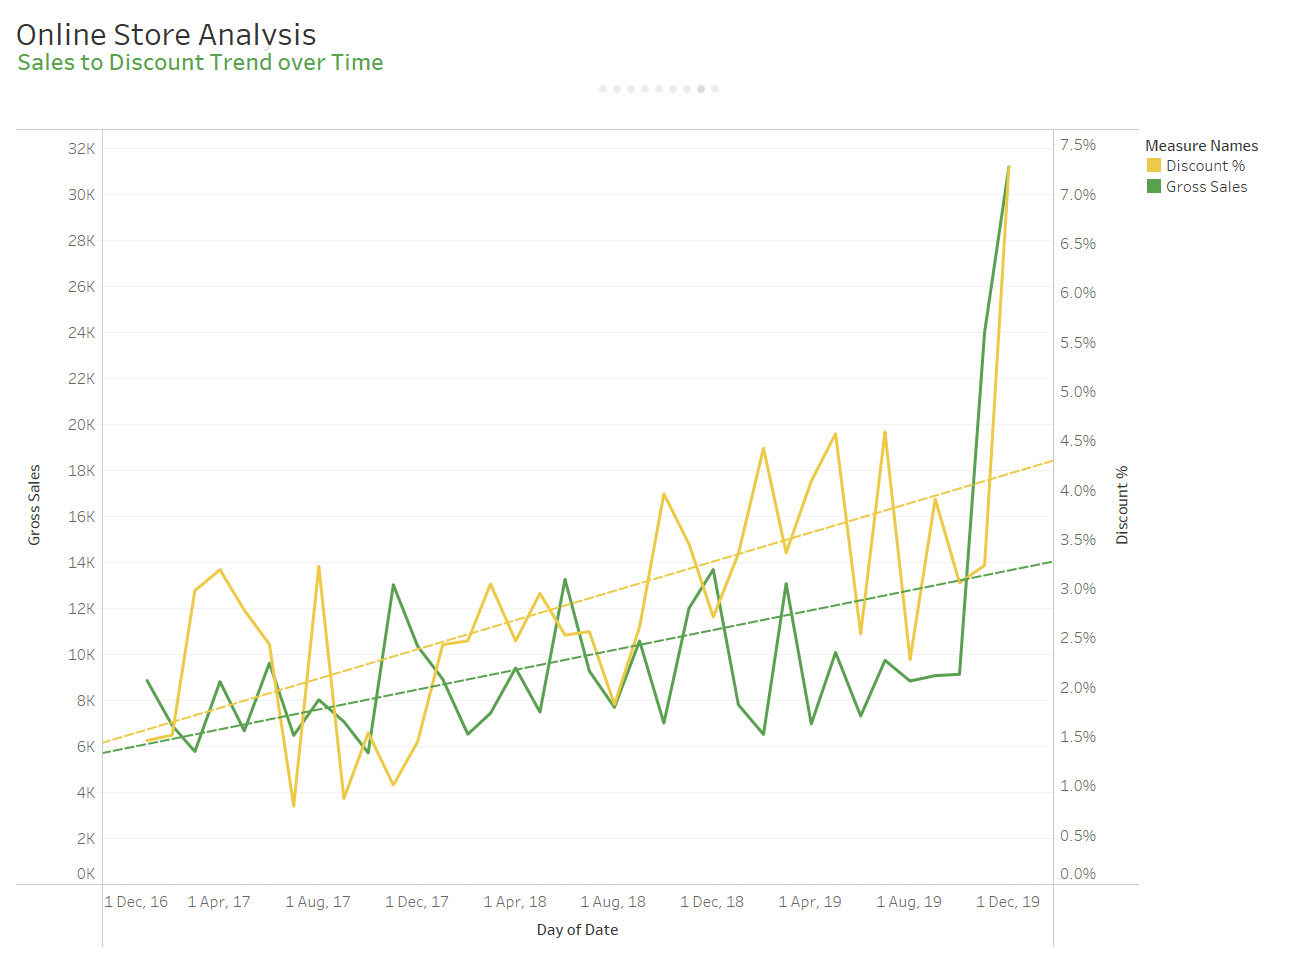 Online Store Analysis
Sales to Discount Trend over Time
Measure Names
Discount %
Gross Sales
Gross Sales
32K
30K
28K
26K
24K
22K
20K
18K
16K
14K
12K
10K
8K
6K
4K
2K
0K
7.5%
7.0%
6.5%
6.0%
5.5%
5.0%
4.5%
4.0%
3.5%
3.0%
2.5%
2.0%
1.5%
1.0%
0.5%
0.0%
Discount %
1 Dec, 16 1 Apr, 17 1 Aug, 17 1 Dec, 17 1 Apr, 18 1 Aug, 18 1 Dec, 18 1 Apr, 19 1 Aug, 19 1 Dec, 19
Day of Date